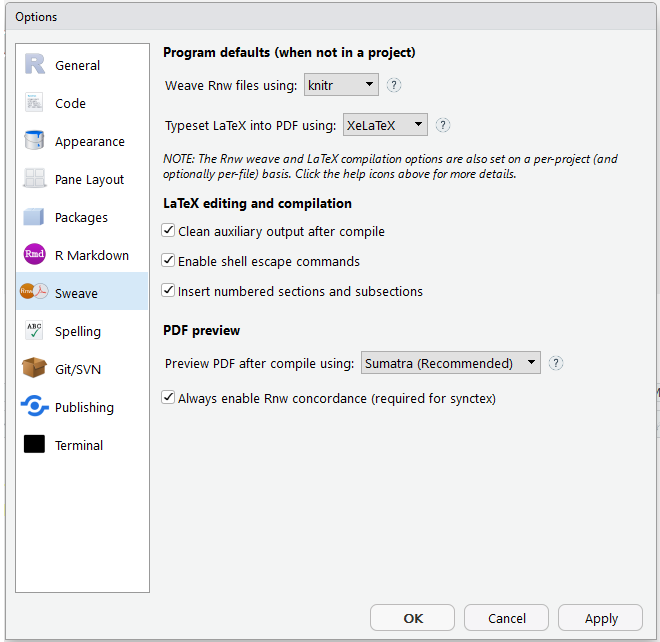 Options
General
Code
Appearance
Pane Layout
Packages
Rmd R Markdown
Sweave
ABC Spelling
Git/SVN
Publishing
Terminal
Program defaults (when not in a project)
Weave Rnw files using: knitr ?
Typeset LaTeX into PDF using: XeLaTeX ?
NOTE: The Rnw weave and LaTeX compilation options are also set on a per-project (and
optionally per-file) basis. Click the help icons above for more details.
LaTeX editing and compilation
Clean auxiliary output after compile
Enable shell escape commands
Insert numbered sections and subsections
PDF preview
Preview PDF after compile using: Sumatra (Recommended) ?
Always enable Rnw concordance (required for synctex)
OK Cancel Apply